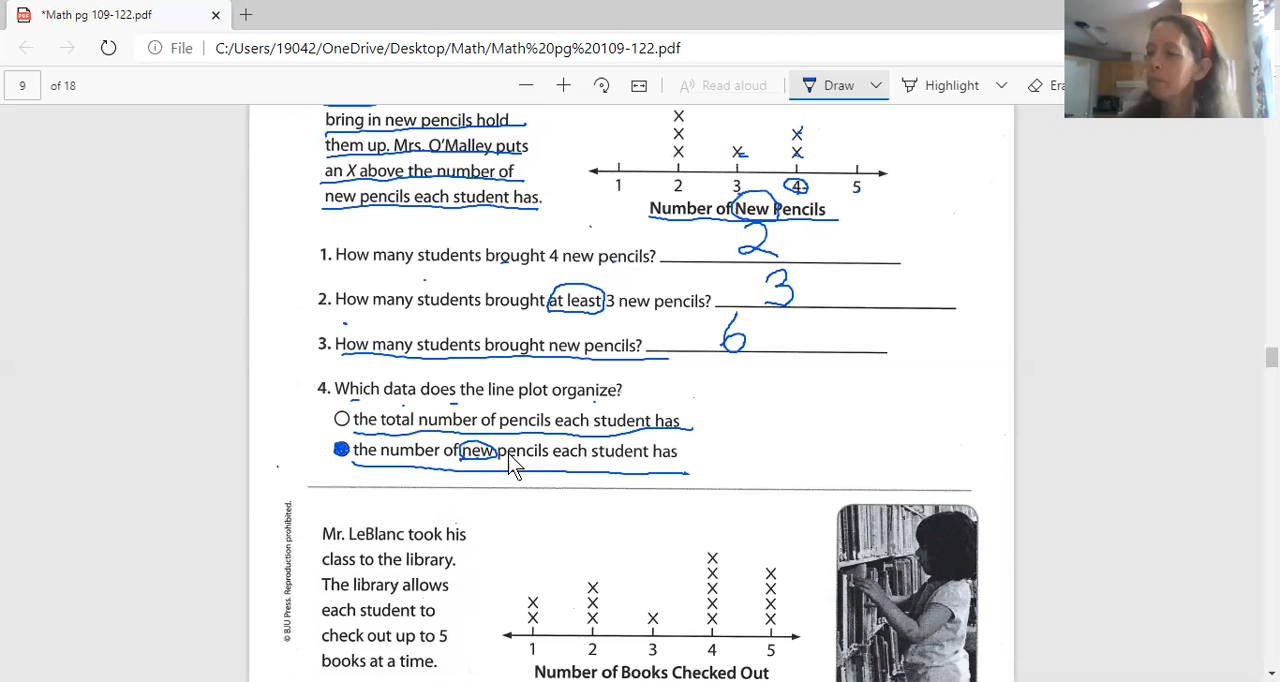 *Math pg 109-122.pdf
File
C:/Users/19042/OneDrive/Desktop/Math/Math%20pg%20109-122.pdf
9 of 18
Read aloud
Draw
Highlight
Era
bring in new pencils hold
them up. Mrs. O'Malley puts
an X above the number of
new pencils each student has.
X
X X
X X X
1 2 3 4 5
Number of New Pencils
1. How many students brought 4 new pencils? 2
2. How many students brought at least 3 new pencils? 3
3. How many students brought new pencils? 6
4. Which data does the line plot organize?
the total number of pencils each student has
the number of new pencils each student has
© BJU Press. Reproduction prohibited.
Mr. LeBlanc took his
class to the library.
The library allows
each student to
check out up to 5
books at a time.
X
X X
X X X
X X X X
X X X X X
1 2 3 4 5
Number of Books Checked Out